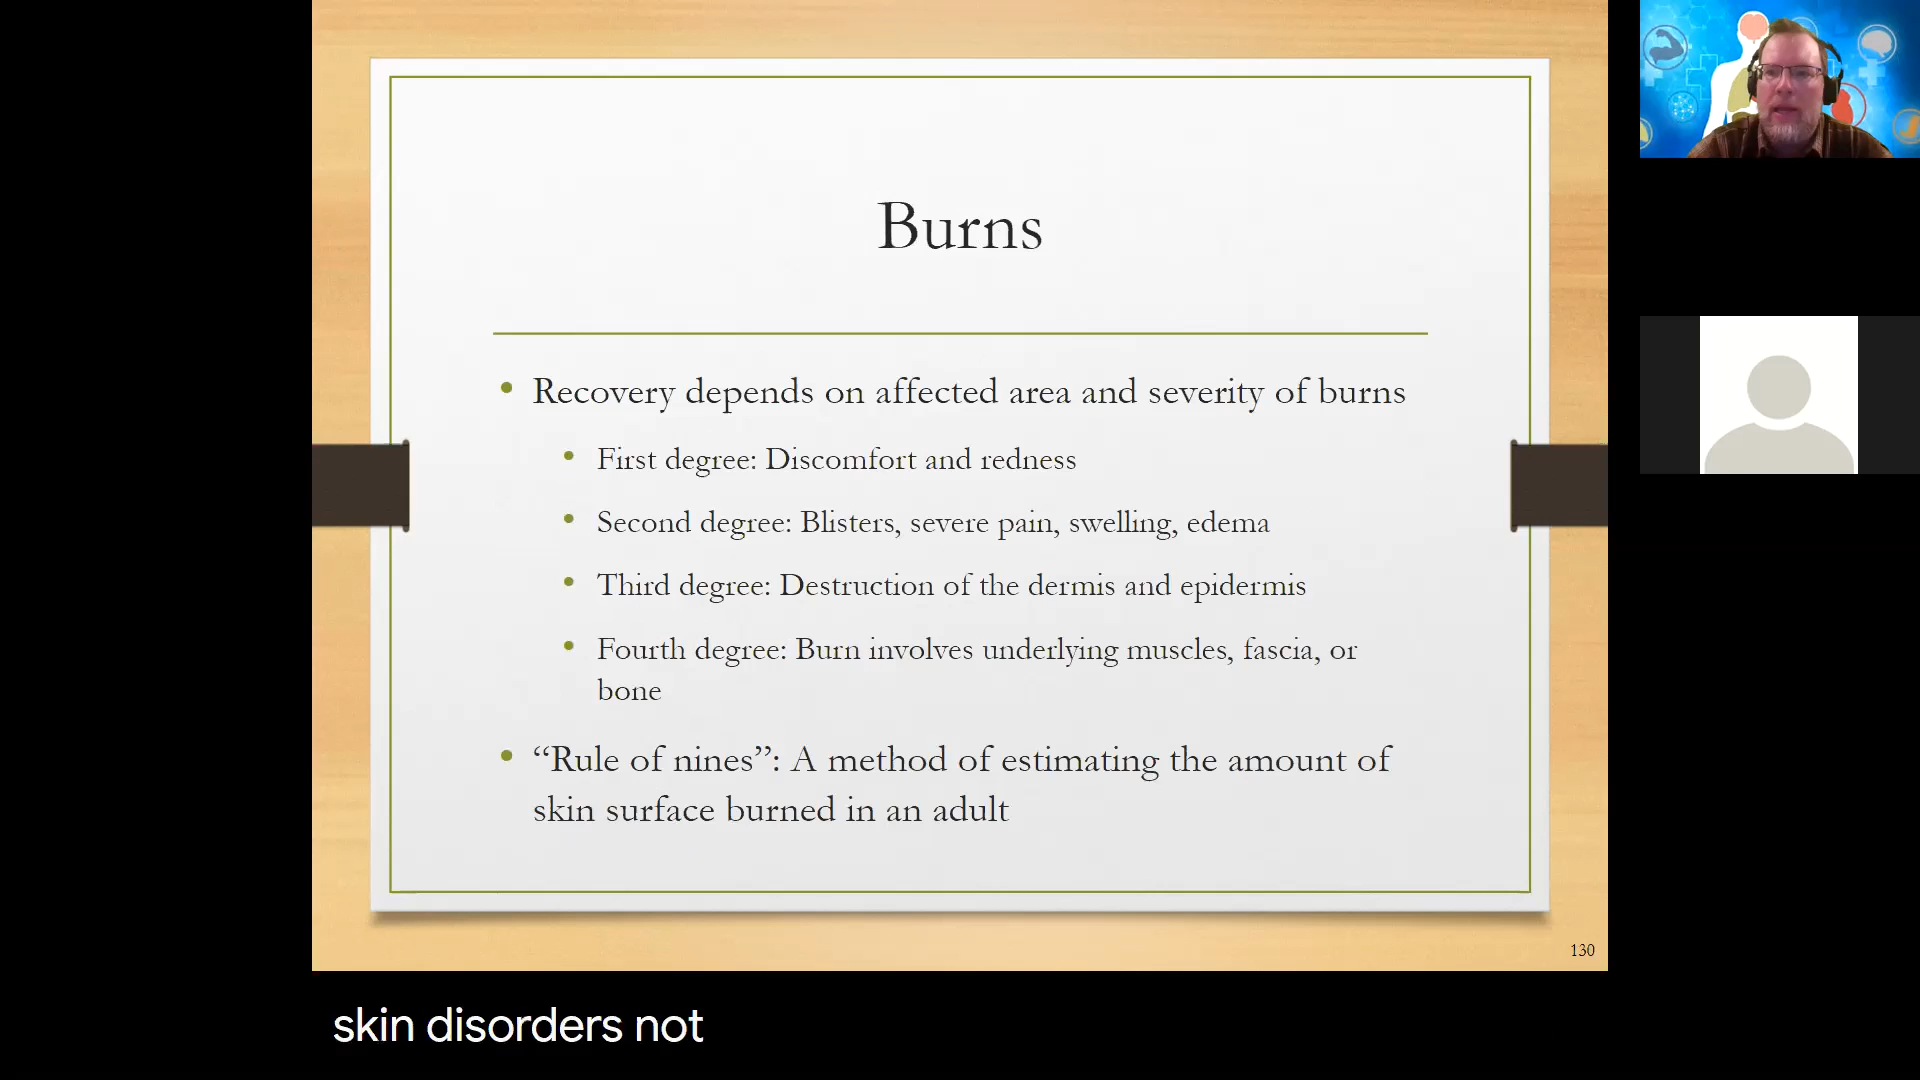 Burns
• Recovery depends on affected area and severity of burns
• First degree: Discomfort and redness
• Second degree: Blisters, severe pain, swelling, edema
• Third degree: Destruction of the dermis and epidermis
• Fourth degree: Burn involves underlying muscles, fascia, or
bone
• “Rule of nines”: A method of estimating the amount of
skin surface burned in an adult
130
skin disorders not